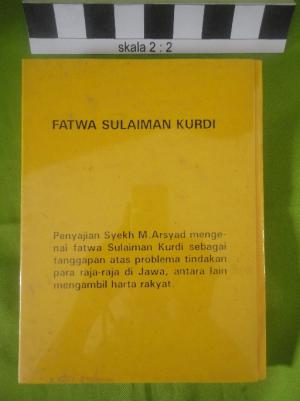 skala 2 : 2
FATWA SULAIMAN KURDI
Penyajian Syekh M.Arsyad menge-
nai fatwa Sulaiman Kurdi sebagai
tanggapan atas problema tindakan
para raja-raja di Jawa, antara lain
mengambil harta rakyat.